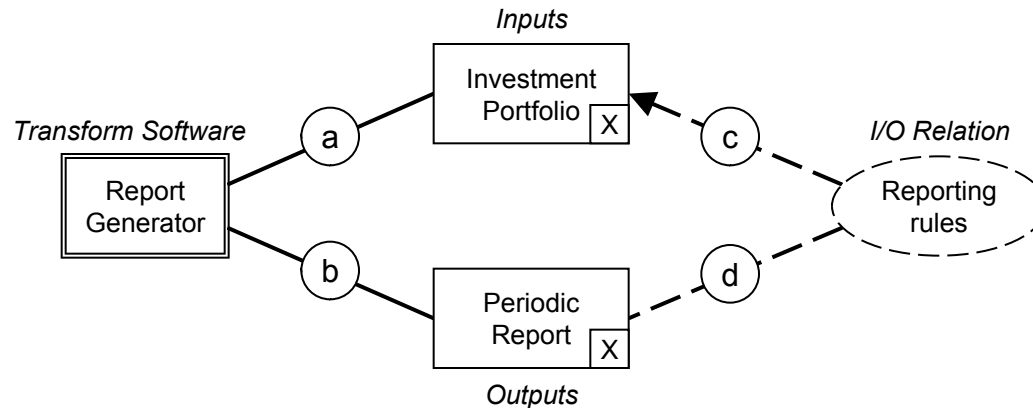 Inputs
Investment
Portfolio
X
Transform Software
Report
Generator
a
b
c
d
I/O Relation
Reporting
rules
Periodic
Report
X
Outputs